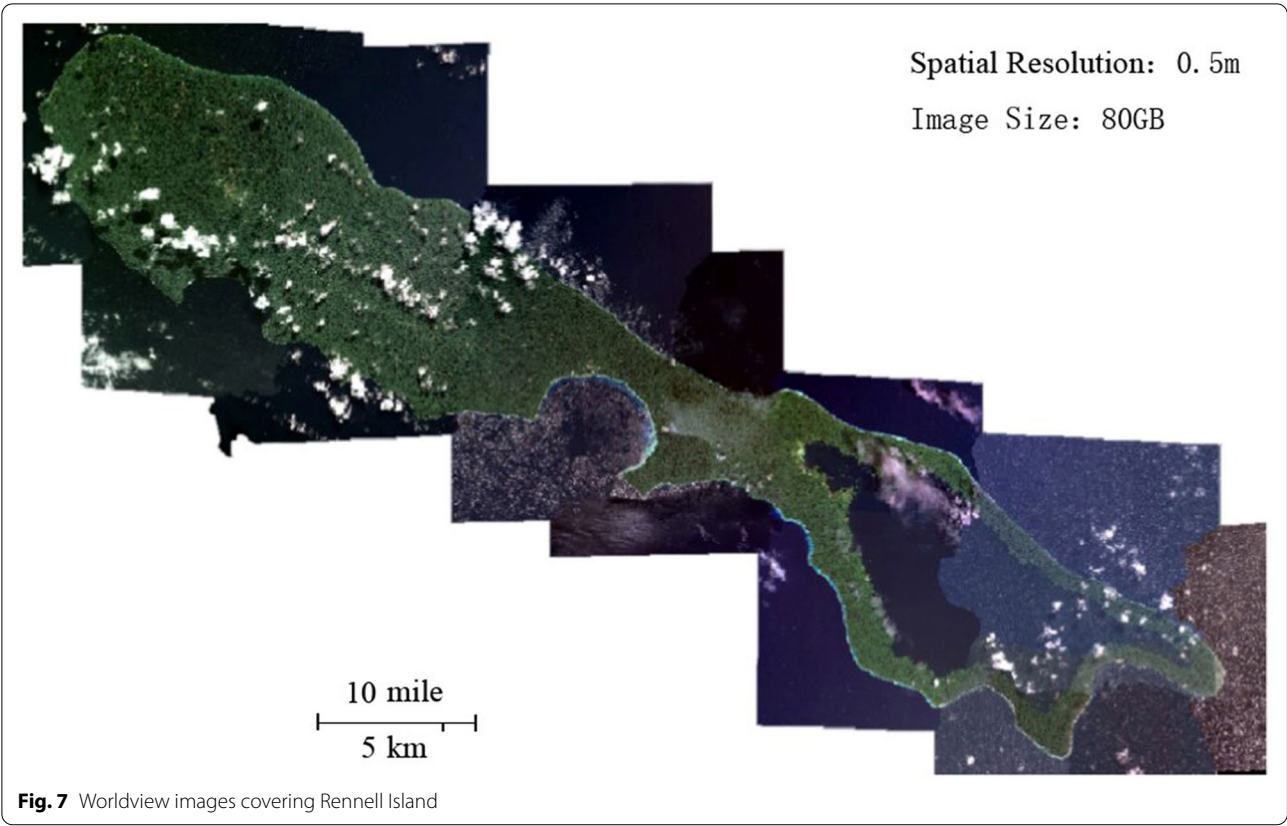 Spatial Resolution: 0.5m
Image Size: 80GB
10 mile
5 km
Fig. 7 Worldview images covering Rennell Island